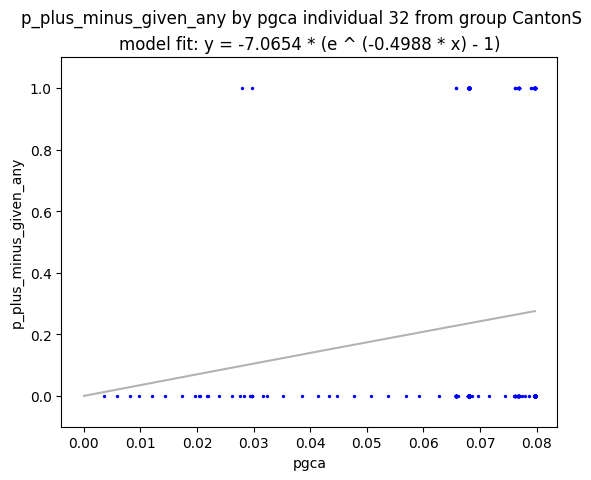 p_plus_minus_given_any by pgca individual 32 from group CantonS
model fit: y = -7.0654 * (e ^ (-0.4988 * x) - 1)
1.0
0.8
0.6
0.4
0.2
0.0
p_plus_minus_given_any
0.00 0.01 0.02 0.03 0.04 0.05 0.06 0.07 0.08
pgca